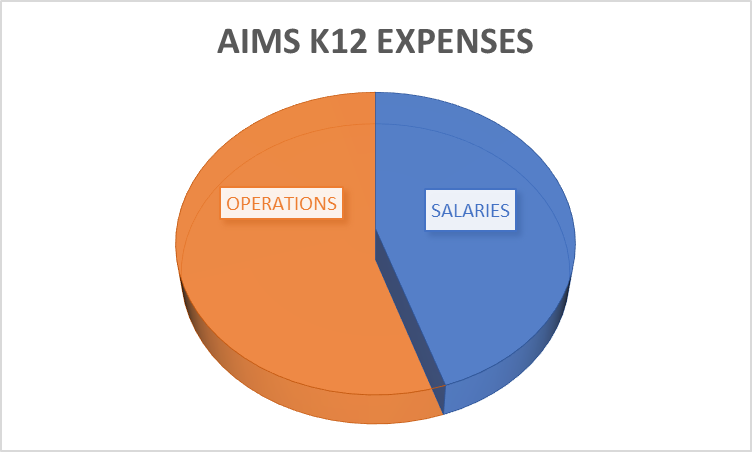 AIMS K12 EXPENSES
OPERATIONS
SALARIES